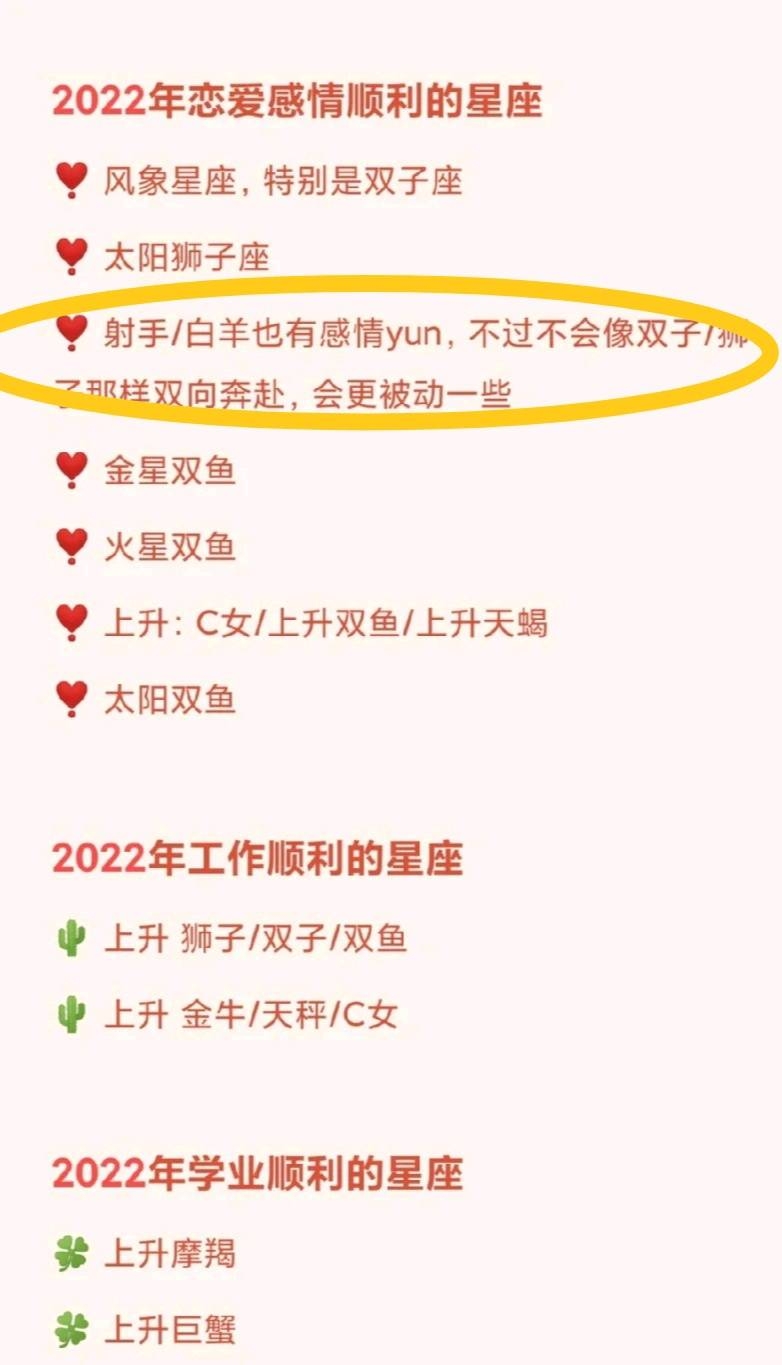 2022年恋爱感情顺利的星座
风象星座, 特别是双子座
太阳狮子座
射手/白羊也有感情yun, 不过不会像双子/狮
子那样双向奔赴, 会更被动一些
金星双鱼
火星双鱼
上升: C女/上升双鱼/上升天蝎
太阳双鱼
2022年工作顺利的星座
上升 狮子/双子/双鱼
上升 金牛/天秤/C女
2022年学业顺利的星座
上升摩羯
上升巨蟹